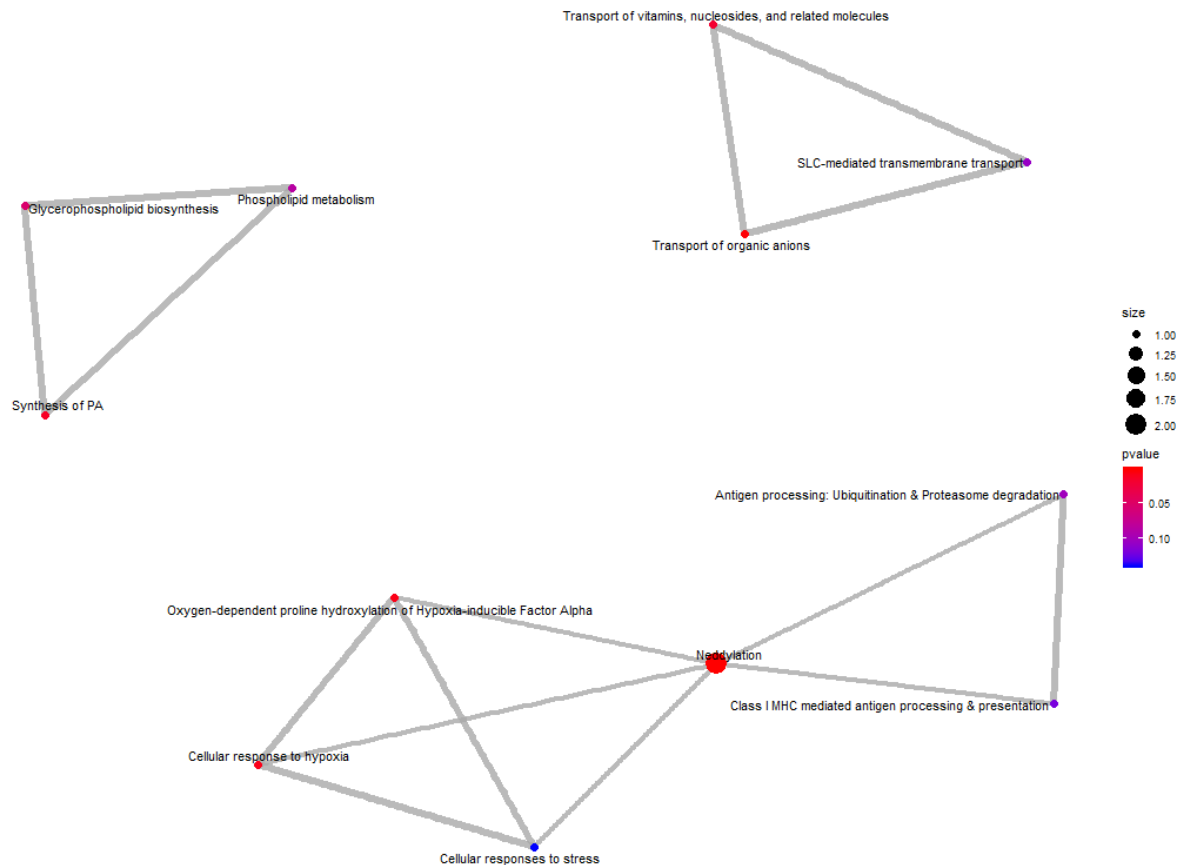 Transport of vitamins, nucleosides, and related molecules
SLC-mediated transmembrane transport
Phospholipid metabolism
Glycerophospholipid biosynthesis
Transport of organic anions
size
1.00
1.25
1.50
1.75
2.00
Synthesis of PA
pvalue
0.05
0.10
Antigen processing: Ubiquitination & Proteasome degradation
Oxygen-dependent proline hydroxylation of Hypoxia-inducible Factor Alpha
Neddylation
Class I MHC mediated antigen processing & presentation
Cellular response to hypoxia
Cellular responses to stress